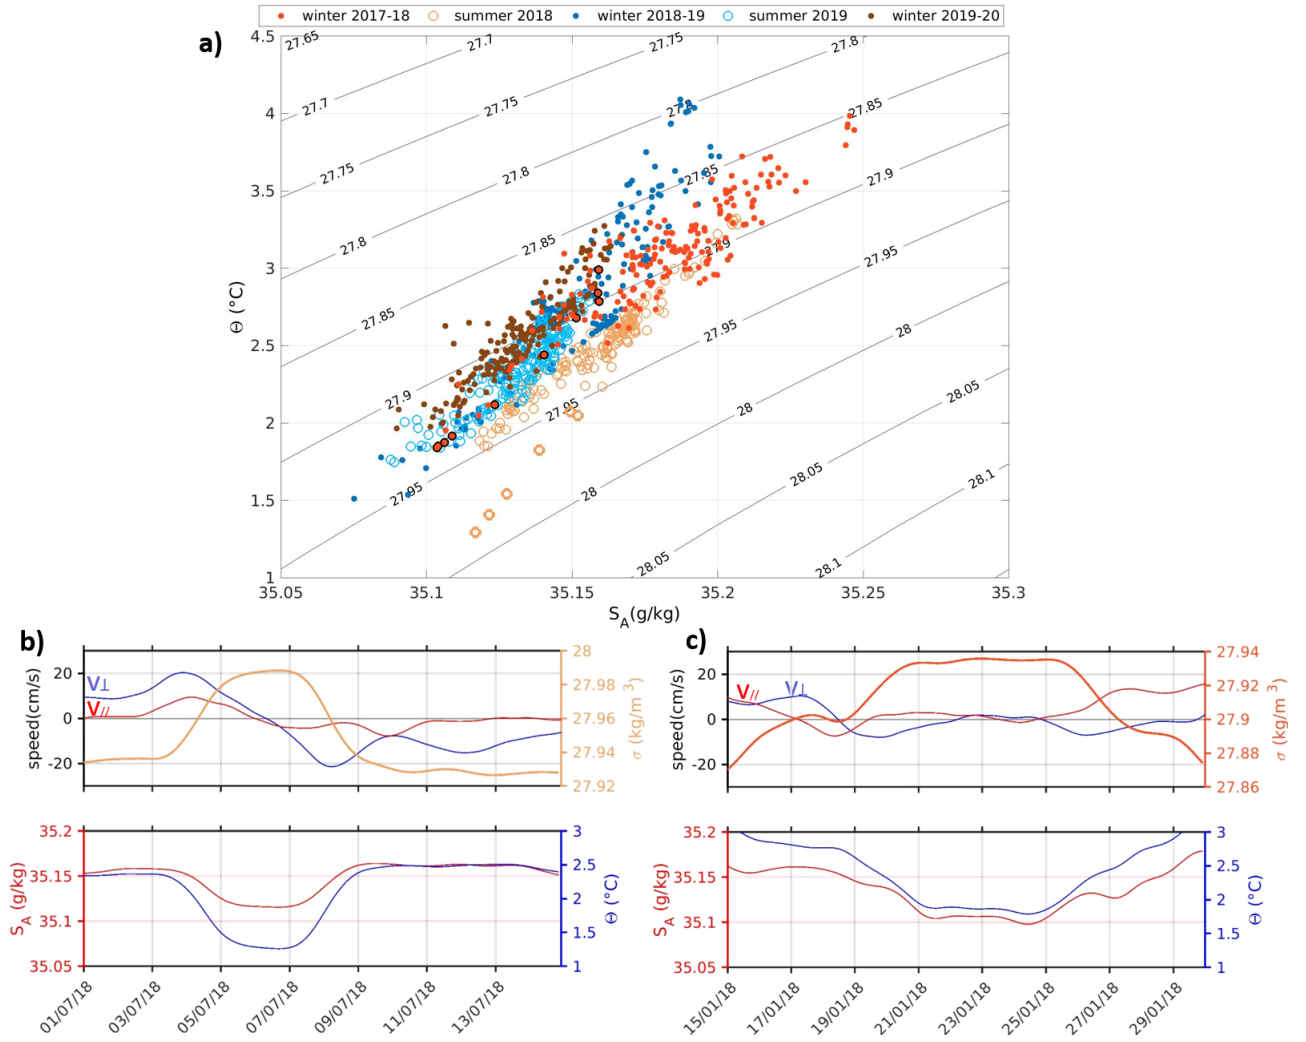 winter 2017-18 summer 2018 winter 2018-19 summer 2019 winter 2019-20
a)
4.5
4
3.5
3
2.5
2
1.5
1
Θ (°C)
27.65 27.7 27.75 27.8
27.7 27.75 27.8 27.85
27.75 27.8 27.85 27.9
27.8 27.85 27.9 27.95
27.85 27.95 28
27.9 27.95 28 28.05
27.95 28 28.05 28.1
28.05 28.1
35.05 35.1 35.15 35.2 35.25 35.3
S_A(g/kg)
b)
speed(cm/s)
20
0
-20
V⊥
V//
28
27.98
27.96
27.94
27.92
σ (kg/m³)
S_A (g/kg)
35.2
35.15
35.1
35.05
3
2.5
2
1.5
1
Θ (°C)
01/07/18 03/07/18 05/07/18 07/07/18 09/07/18 11/07/18 13/07/18
c)
speed(cm/s)
20
0
-20
V// V⊥
27.94
27.92
27.9
27.88
27.86
σ (kg/m³)
S_A (g/kg)
35.2
35.15
35.1
35.05
3
2.5
2
1.5
1
Θ (°C)
15/01/18 17/01/18 19/01/18 21/01/18 23/01/18 25/01/18 27/01/18 29/01/18